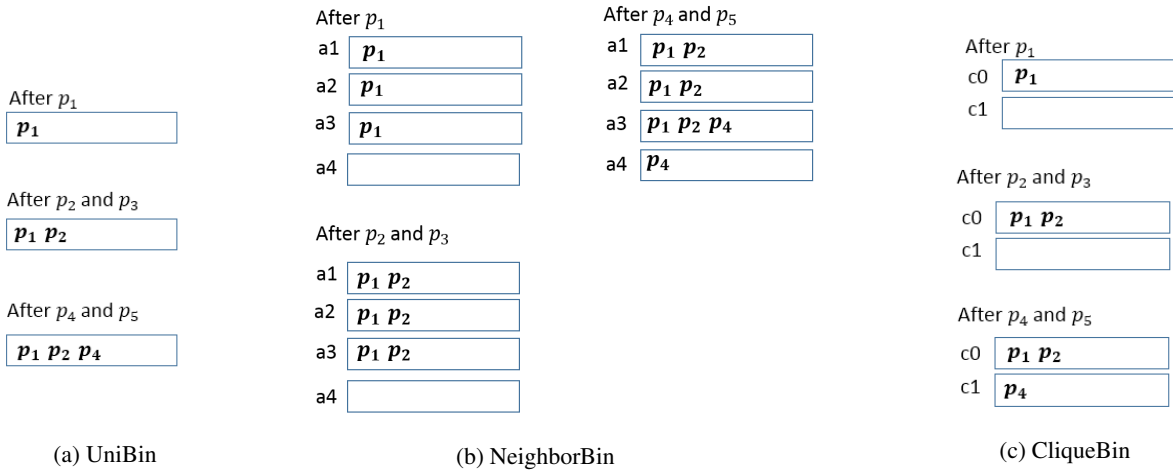 After p₁
p₁
After p₂ and p₃
p₁ p₂
After p₄ and p₅
p₁ p₂ p₄
(a) UniBin
After p₁
a1 p₁
a2 p₁
a3 p₁
a4
After p₂ and p₃
a1 p₁ p₂
a2 p₁ p₂
a3 p₁ p₂
a4
After p₄ and p₅
a1 p₁ p₂
a2 p₁ p₂
a3 p₁ p₂ p₄
a4 p₄
(b) NeighborBin
After p₁
c0 p₁
c1
After p₂ and p₃
c0 p₁ p₂
c1
After p₄ and p₅
c0 p₁ p₂
c1 p₄
(c) CliqueBin